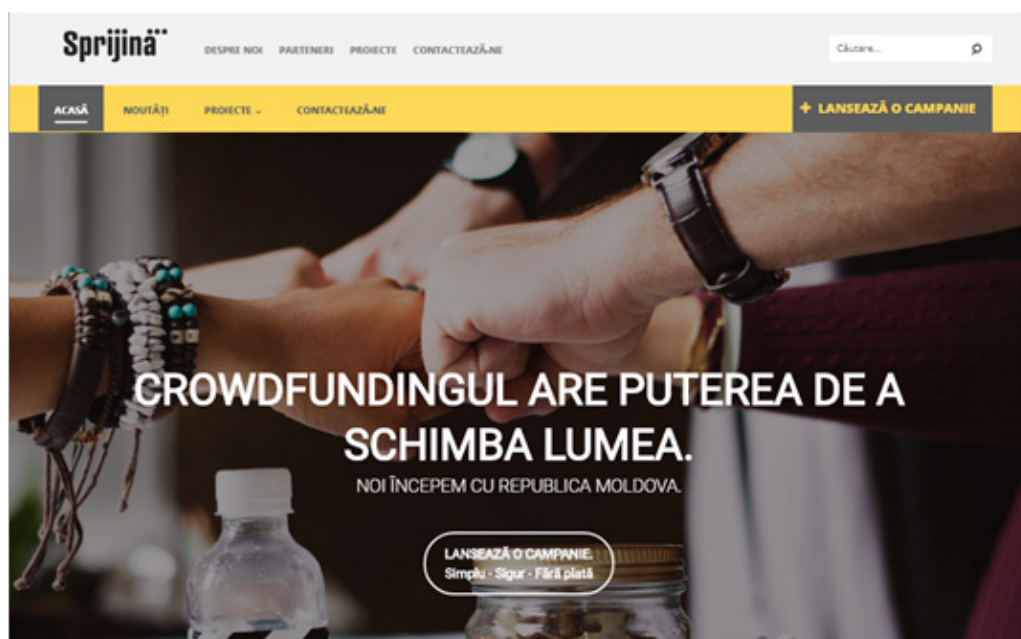 Sprijină
DESPRE NOI PARTENERI PROIECTE CONTACTEAZĂ-NE
Căutare...
ACASĂ NOUTĂȚI PROIECTE CONTACTEAZĂ-NE
+ LANSEAZĂ O CAMPANIE
CROWDFUNDINGUL ARE PUTEREA DE A
SCHIMBA LUMEA.
NOI ÎNCEPEM CU REPUBLICA MOLDOVA.
LANSEAZĂ O CAMPANIE.
Simplu - Sigur - Fără plată